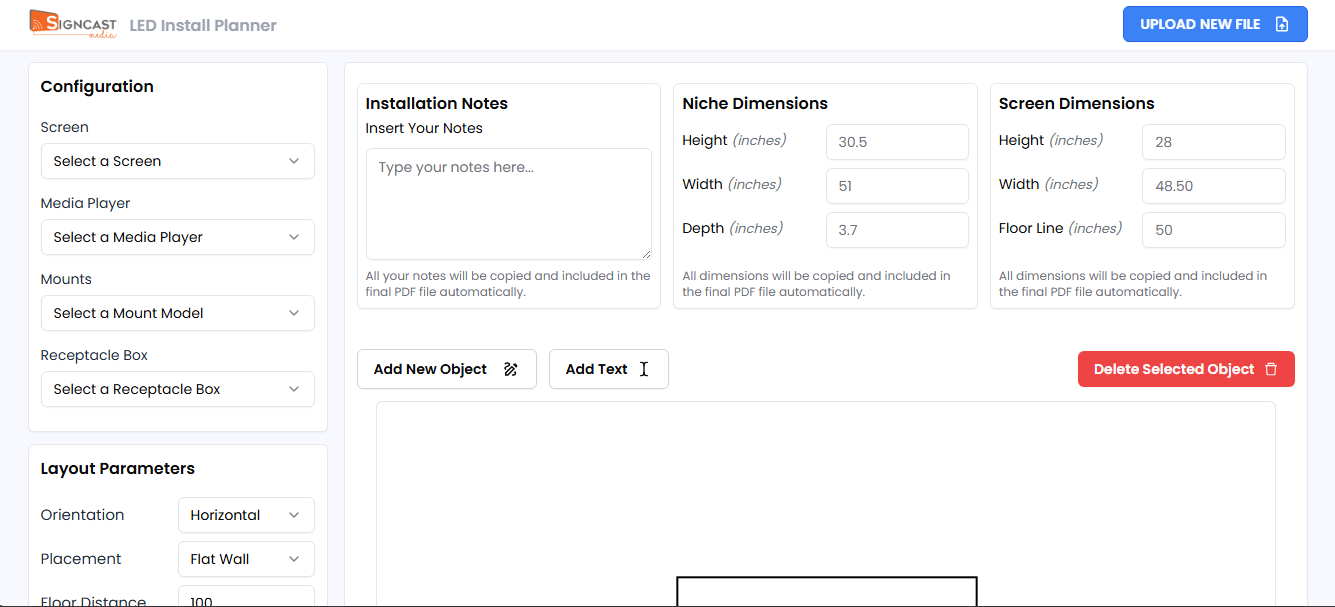 SIGNCAST
media
LED Install Planner
UPLOAD NEW FILE
Configuration
Screen
Select a Screen
Media Player
Select a Media Player
Mounts
Select a Mount Model
Receptacle Box
Select a Receptacle Box
Layout Parameters
Orientation
Horizontal
Placement
Flat Wall
Floor Distance
100
Installation Notes
Insert Your Notes
Type your notes here...
All your notes will be copied and included in the
final PDF file automatically.
Niche Dimensions
Height (inches)
30.5
Width (inches)
51
Depth (inches)
3.7
All dimensions will be copied and included in
the final PDF file automatically.
Screen Dimensions
Height (inches)
28
Width (inches)
48.50
Floor Line (inches)
50
All dimensions will be copied and included in
the final PDF file automatically.
Add New Object
Add Text
Delete Selected Object